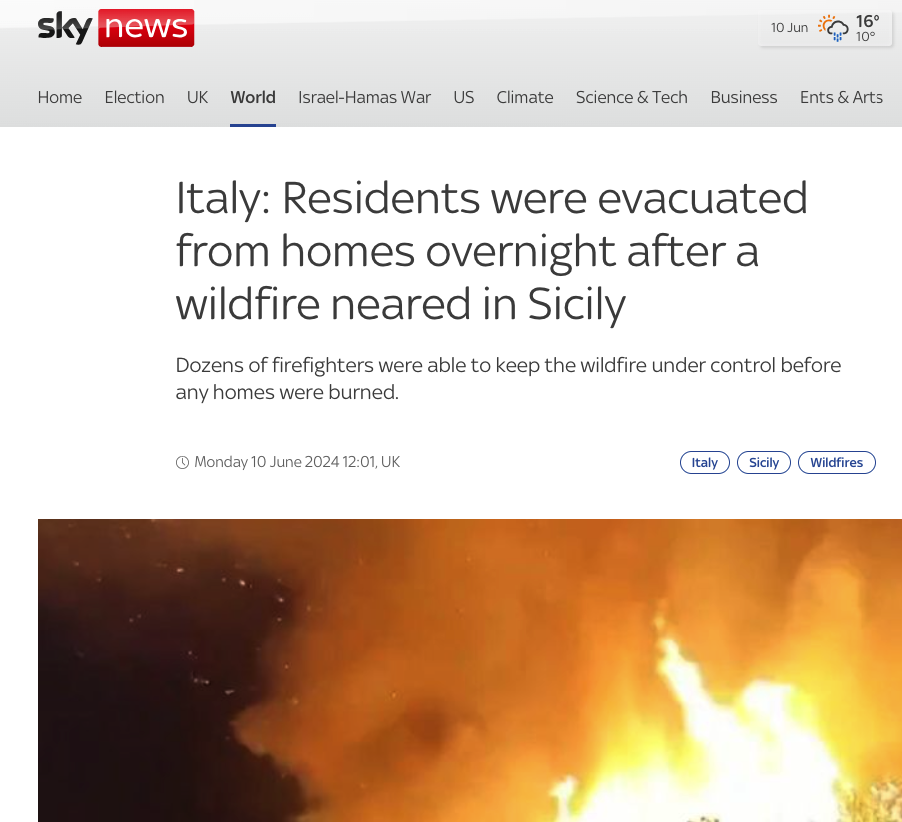 sky news
10 Jun
16°
10°
Home Election UK World Israel-Hamas War US Climate Science & Tech Business Ents & Arts
Italy: Residents were evacuated
from homes overnight after a
wildfire neared in Sicily
Dozens of firefighters were able to keep the wildfire under control before
any homes were burned.
Monday 10 June 2024 12:01, UK
Italy Sicily Wildfires